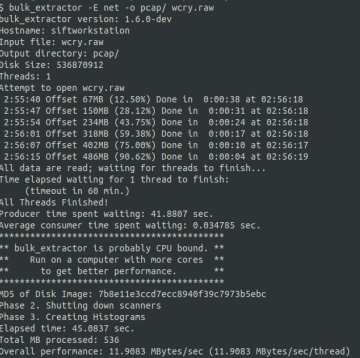 $ bulk_extractor -E net -o pcap/ wcry.raw
bulk_extractor version: 1.6.0-dev
Hostname: siftworkstation
Input file: wcry.raw
Output directory: pcap/
Disk Size: 536870912
Threads: 1
Attempt to open wcry.raw
2:55:40 Offset 67MB (12.50%) Done in 0:00:38 at 02:56:18
2:55:47 Offset 150MB (28.12%) Done in 0:00:31 at 02:56:18
2:55:54 Offset 234MB (43.75%) Done in 0:00:24 at 02:56:18
2:56:01 Offset 318MB (59.38%) Done in 0:00:17 at 02:56:18
2:56:07 Offset 402MB (75.00%) Done in 0:00:10 at 02:56:17
2:56:15 Offset 486MB (90.62%) Done in 0:00:04 at 02:56:19
All data are read; waiting for threads to finish...
Time elapsed waiting for 1 thread to finish:
(timeout in 60 min.)
All Threads Finished!
Producer time spent waiting: 41.8807 sec.
Average consumer time spent waiting: 0.034785 sec.
*******************************************
** bulk_extractor is probably CPU bound. **
** Run on a computer with more cores **
** to get better performance. **
*******************************************
MD5 of Disk Image: 7b8e11e3ccd7ecc8940f39c7973b5ebc
Phase 2. Shutting down scanners
Phase 3. Creating Histograms
Elapsed time: 45.0837 sec.
Total MB processed: 536
Overall performance: 11.9083 MBytes/sec (11.9083 MBytes/sec/thread)